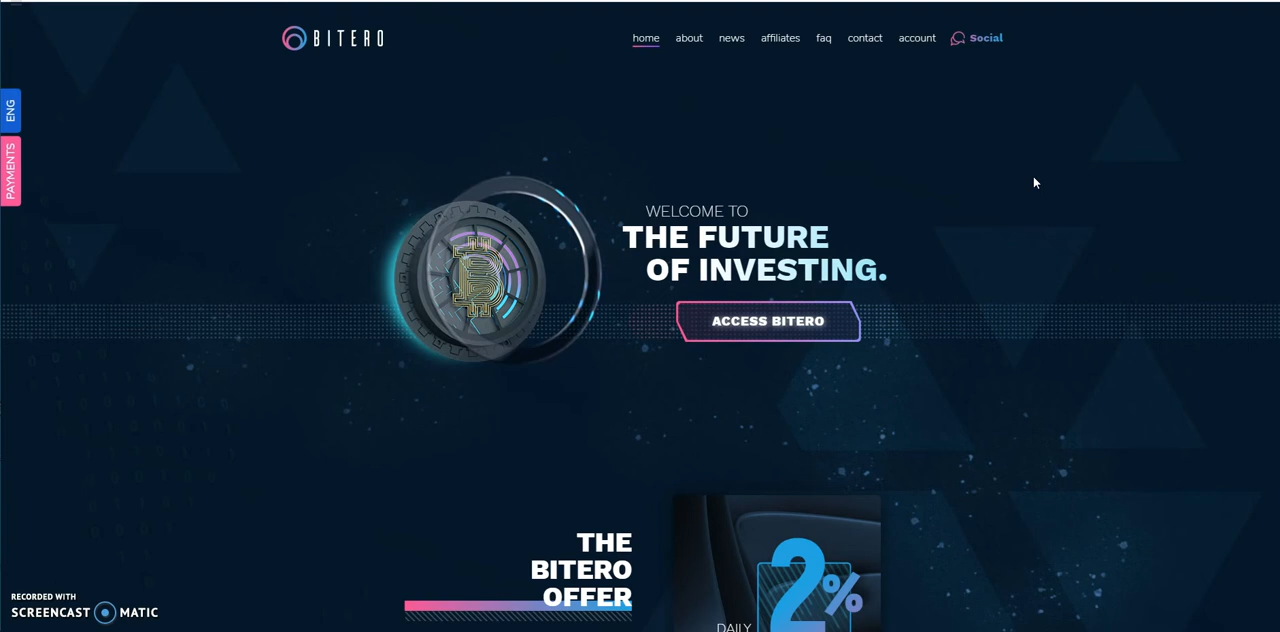 BITERO
home about news affiliates faq contact account Social
ENG
PAYMENTS
WELCOME TO
THE FUTURE
OF INVESTING.
ACCESS BITERO
THE
BITERO
OFFER
2%
DAILY
RECORDED WITH
SCREENCAST MATIC